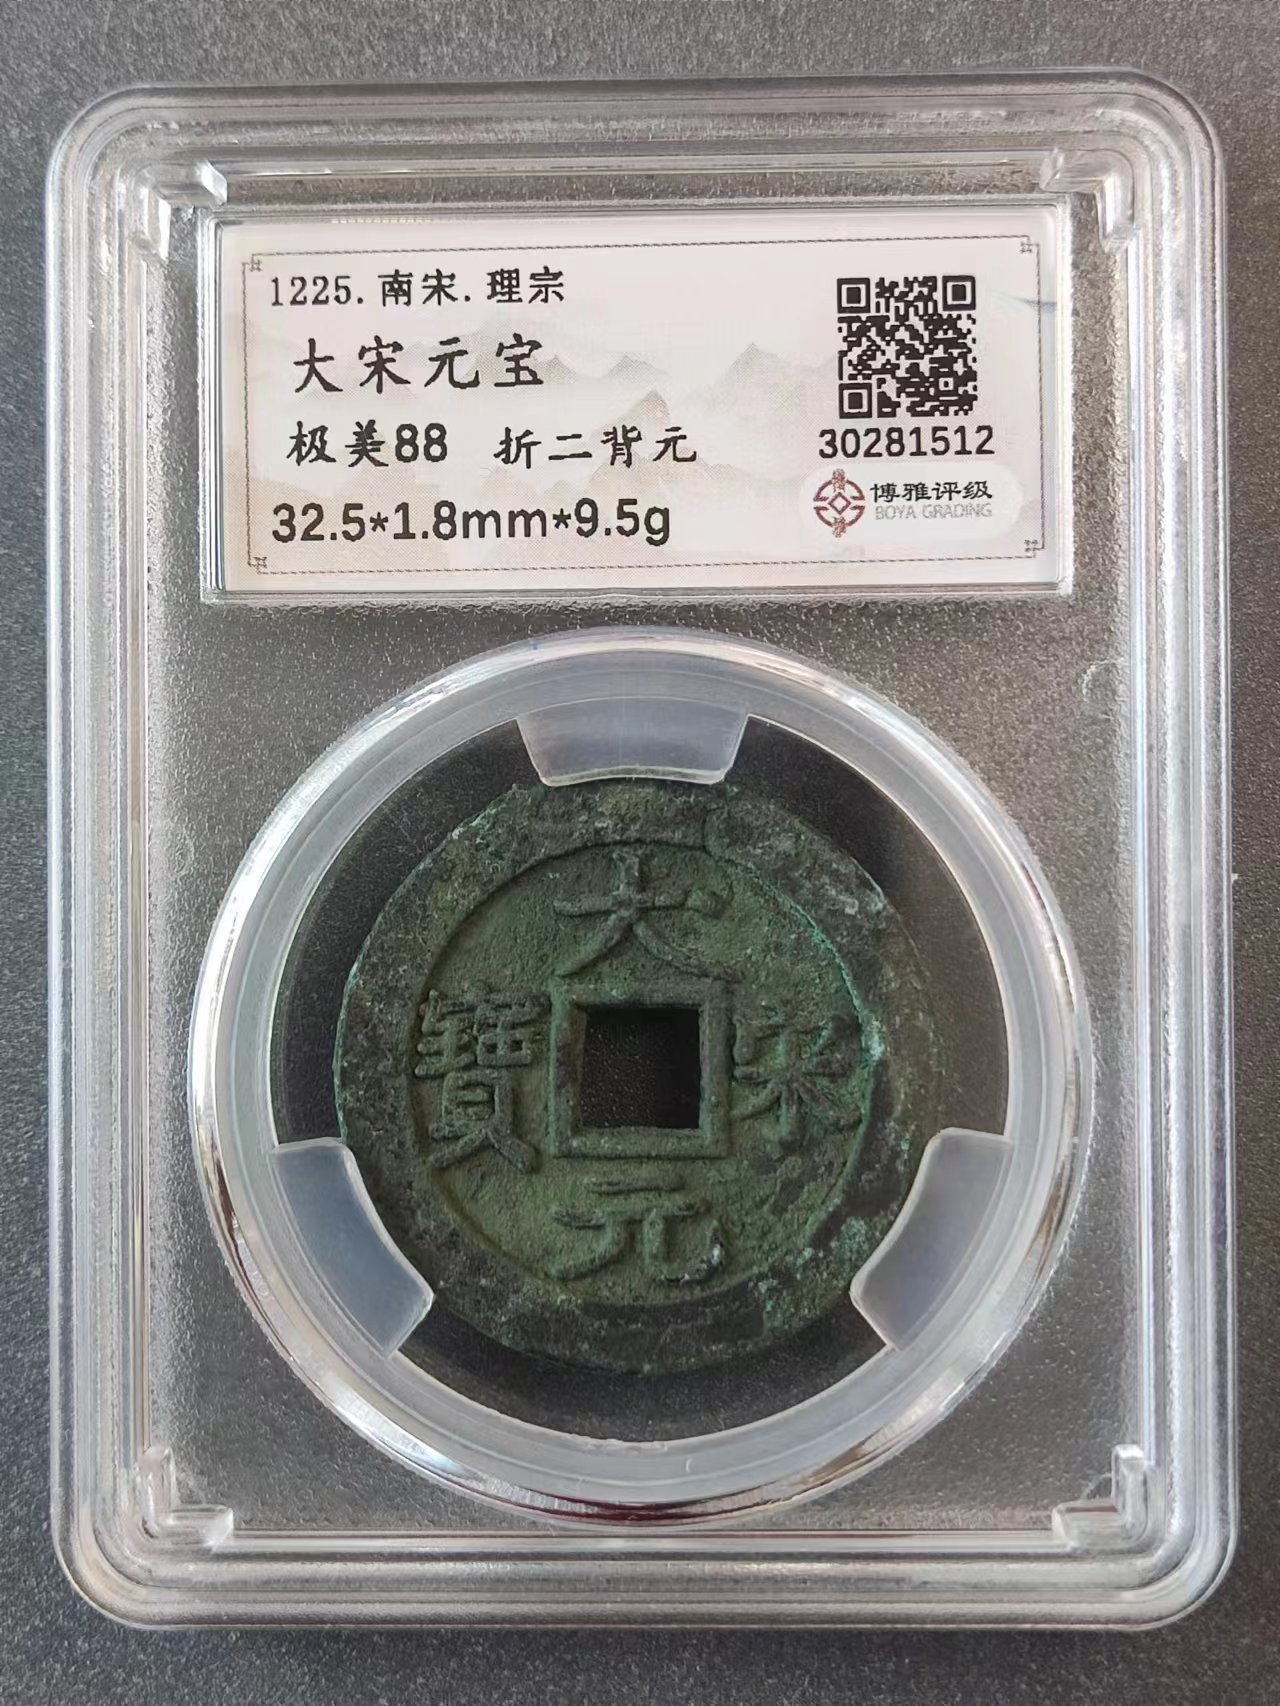 1225.南宋.理宗
大宋元宝
极美88 折二背元
32.5*1.8mm*9.5g
30281512
博雅评级
BOYA GRADING
大
寶 宋
元